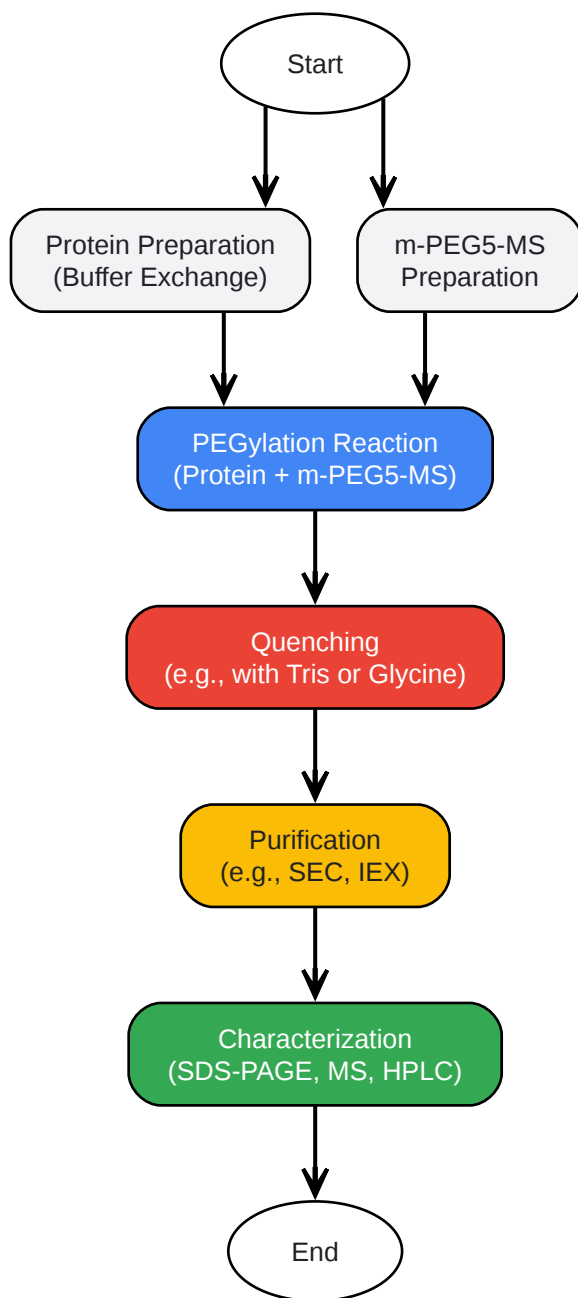 Start
Protein Preparation
(Buffer Exchange)
m-PEG5-MS
Preparation
PEGylation Reaction
(Protein + m-PEG5-MS)
Quenching
(e.g., with Tris or Glycine)
Purification
(e.g., SEC, IEX)
Characterization
(SDS-PAGE, MS, HPLC)
End